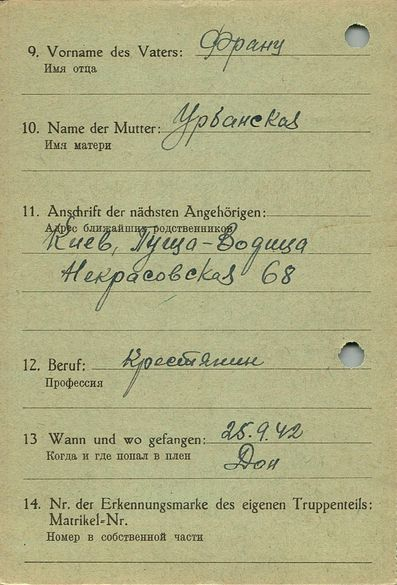 9. Vorname des Vaters: Франц
Имя отца
10. Name der Mutter: Урбанская
Имя матери
11. Anschrift der nächsten Angehörigen:
Адрес ближайших родственников
Киев, Пуща-Водица
Некрасовская 68
12. Beruf: Крестянин
Профессия
13 Wann und wo gefangen: 25.9.42
Когда и где попал в плен
Дон
14. Nr. der Erkennungsmarke des eigenen Truppenteils:
Matrikel-Nr.
Номер в собственной части